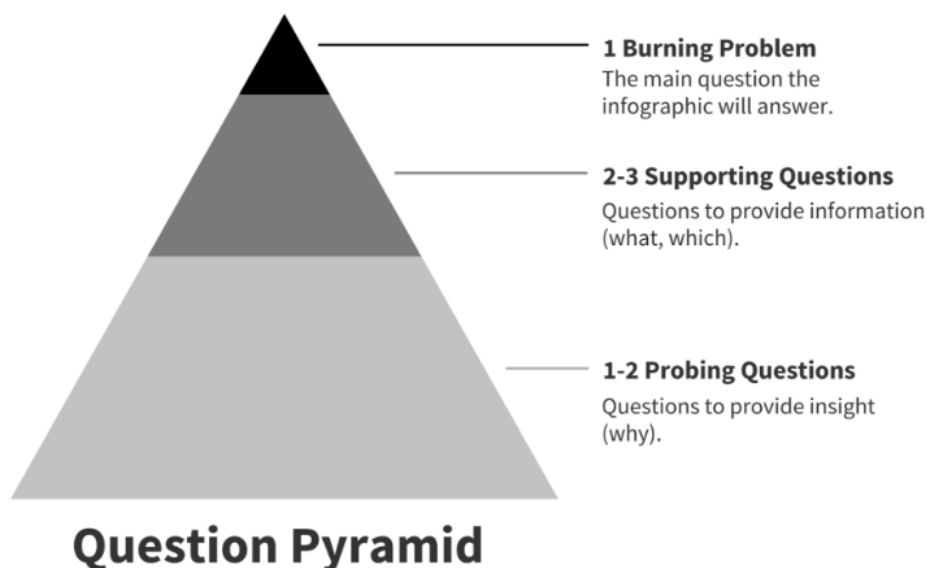 1 Burning Problem
The main question the
infographic will answer.
2-3 Supporting Questions
Questions to provide information
(what, which).
1-2 Probing Questions
Questions to provide insight
(why).
Question Pyramid